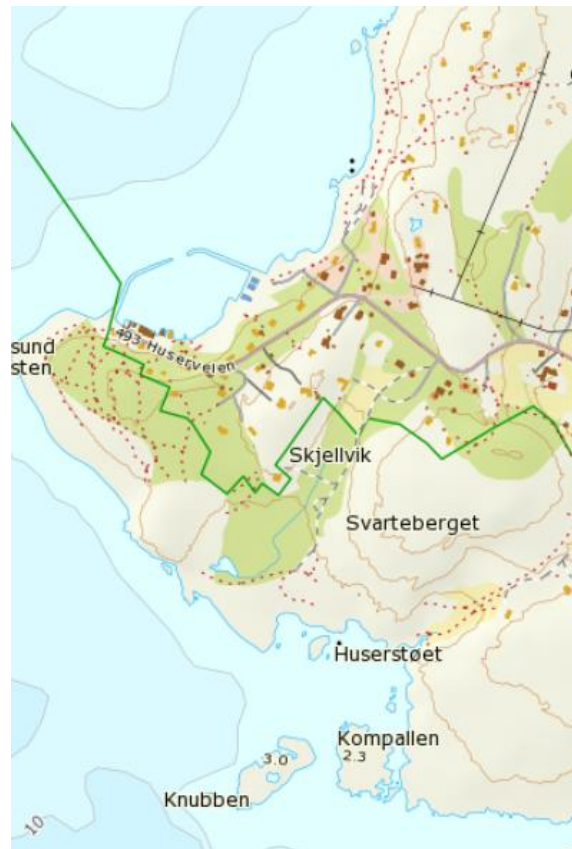 sund
sten
493 Huserveien
Skjellvik
Svarteberget
Huserstøet
Kompallen
3.0
2.3
Knubben
10